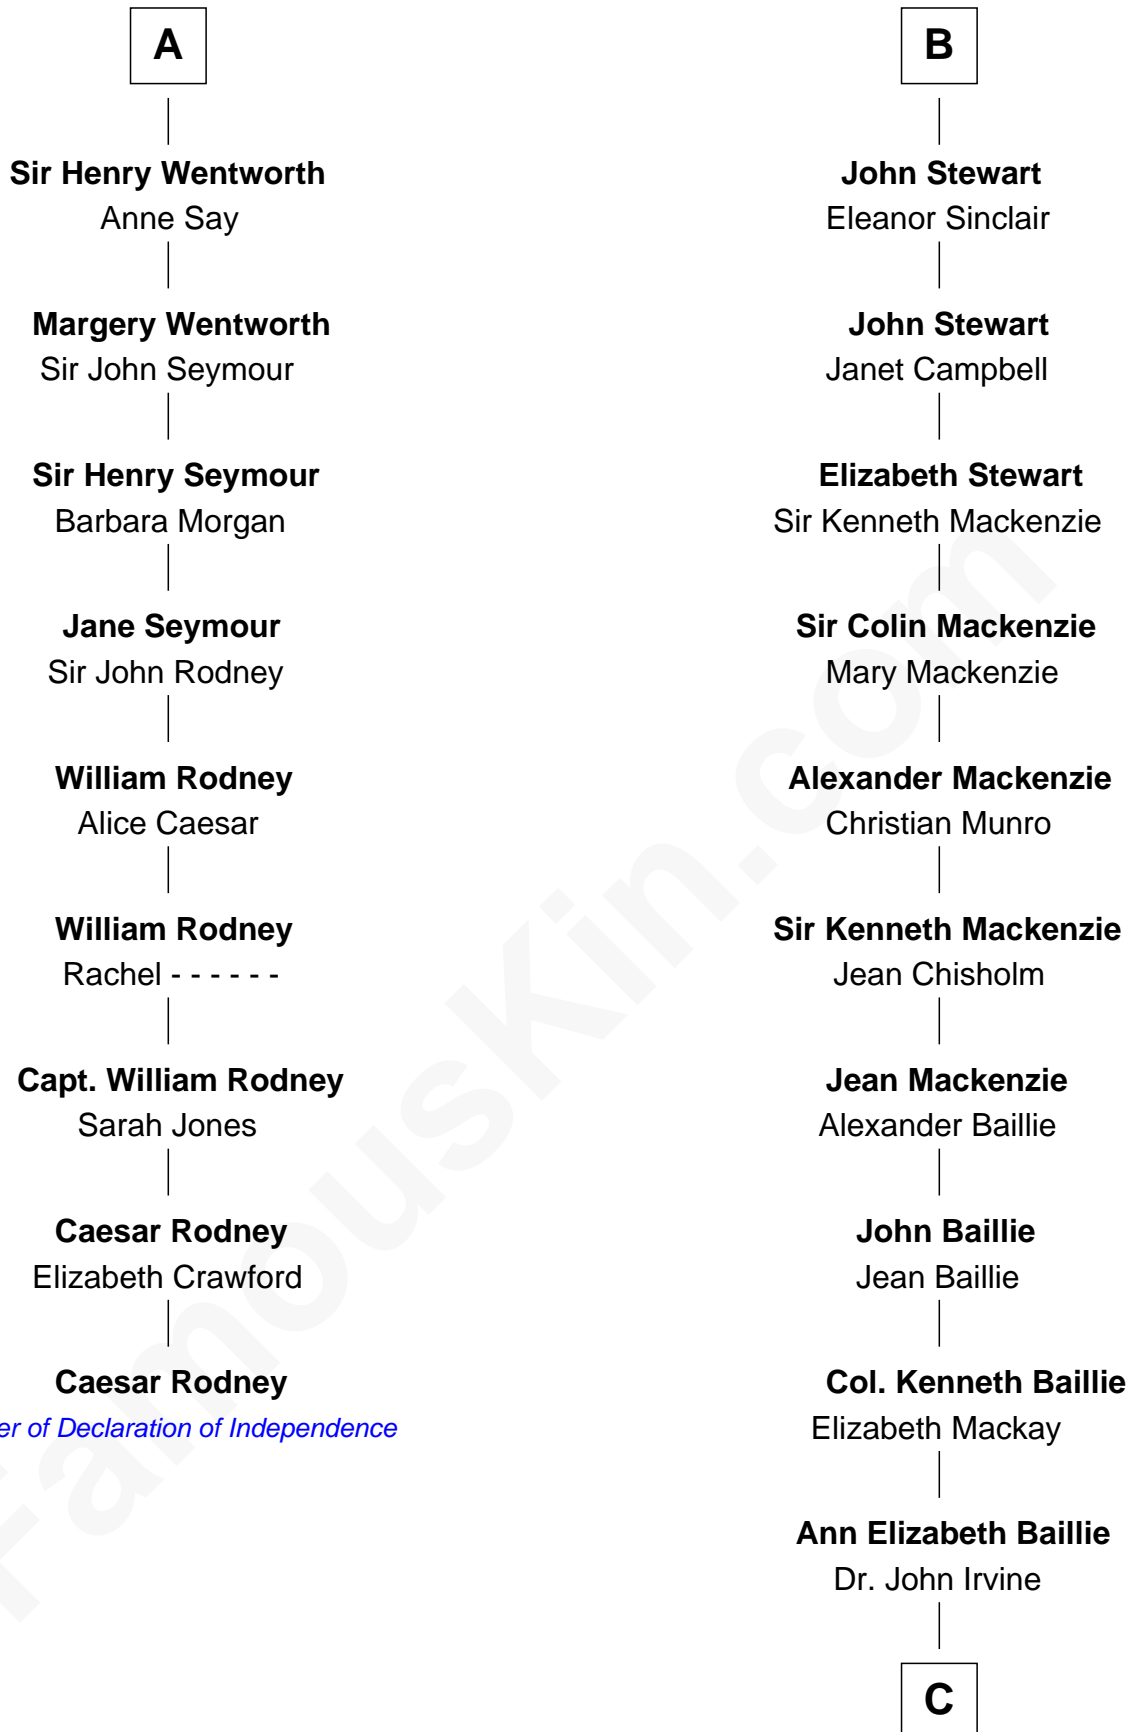 A
Sir Henry Wentworth
Anne Say
Margery Wentworth
Sir John Seymour
Sir Henry Seymour
Barbara Morgan
Jane Seymour
Sir John Rodney
William Rodney
Alice Caesar
William Rodney
Rachel - - - - - -
Capt. William Rodney
Sarah Jones
Caesar Rodney
Elizabeth Crawford
Caesar Rodney
er of Declaration of Independence
B
John Stewart
Eleanor Sinclair
John Stewart
Janet Campbell
Elizabeth Stewart
Sir Kenneth Mackenzie
Sir Colin Mackenzie
Mary Mackenzie
Alexander Mackenzie
Christian Munro
Sir Kenneth Mackenzie
Jean Chisholm
Jean Mackenzie
Alexander Baillie
John Baillie
Jean Baillie
Col. Kenneth Baillie
Elizabeth Mackay
Ann Elizabeth Baillie
Dr. John Irvine
C
FamousKin.com